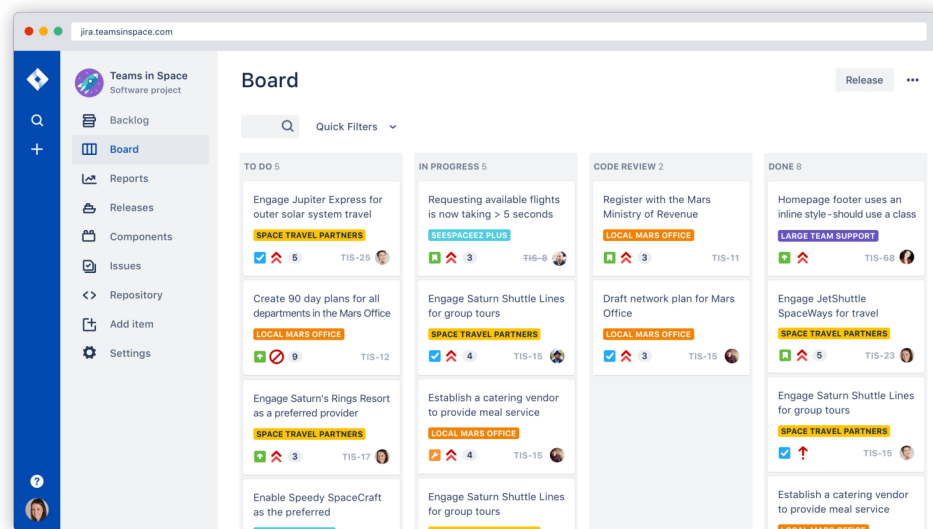 jira.teamsinspace.com
Teams in Space
Software project
Backlog
Board
Reports
Releases
Components
Issues
Repository
Add item
Settings
?
Board
Release
Quick Filters
TO DO 5
Engage Jupiter Express for
outer solar system travel
SPACE TRAVEL PARTNERS
5 TIS-25
Create 90 day plans for all
departments in the Mars Office
LOCAL MARS OFFICE
9 TIS-12
Engage Saturn's Rings Resort
as a preferred provider
SPACE TRAVEL PARTNERS
3 TIS-17
Enable Speedy SpaceCraft
as the preferred
IN PROGRESS 5
Requesting available flights
is now taking > 5 seconds
SEESPACEEZ PLUS
3 TIS-8
Engage Saturn Shuttle Lines
for group tours
SPACE TRAVEL PARTNERS
4 TIS-15
Establish a catering vendor
to provide meal service
LOCAL MARS OFFICE
4 TIS-15
Engage Saturn Shuttle Lines
for group tours
CODE REVIEW 2
Register with the Mars
Ministry of Revenue
LOCAL MARS OFFICE
3 TIS-11
Draft network plan for Mars
Office
LOCAL MARS OFFICE
3 TIS-15
DONE 8
Homepage footer uses an
inline style-should use a class
LARGE TEAM SUPPORT
TIS-68
Engage JetShuttle
SpaceWays for travel
SPACE TRAVEL PARTNERS
5 TIS-23
Engage Saturn Shuttle Lines
for group tours
SPACE TRAVEL PARTNERS
TIS-15
Establish a catering vendor
to provide meal service
LOCAL MARS OFFICE